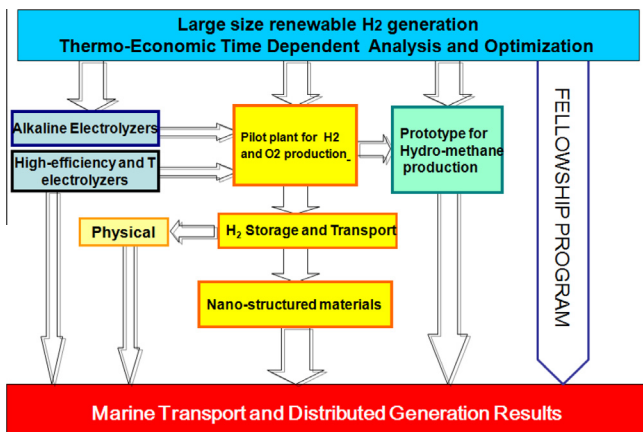 Large size renewable H2 generation
Thermo-Economic Time Dependent Analysis and Optimization
Alkaline Electrolyzers
High-efficiency and T
electrolyzers
Pilot plant for H2
and O2 production_
Prototype for
Hydro-methane
production
FELLOWSHIP PROGRAM
Physical
H₂ Storage and Transport
Nano-structured materials
Marine Transport and Distributed Generation Results